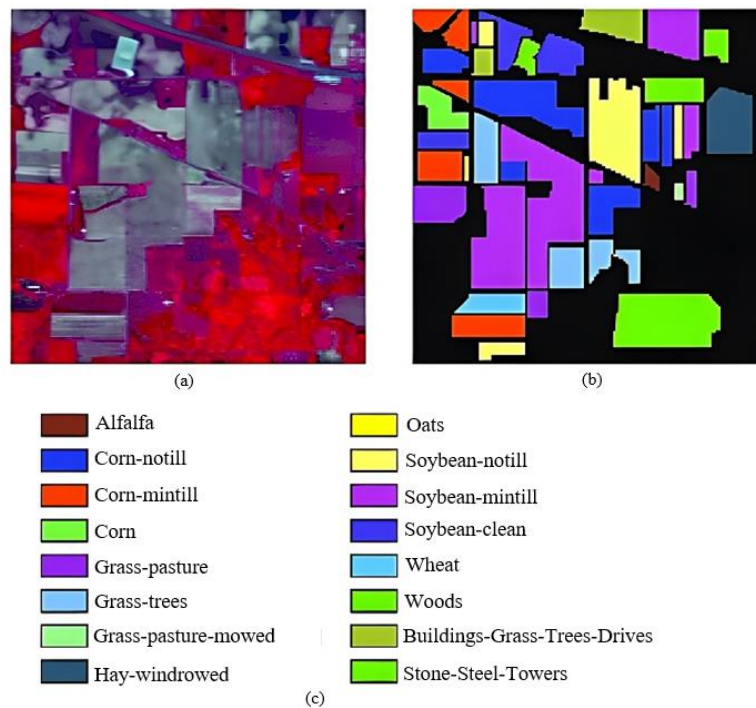 (a)
(b)
Alfalfa
Corn-notill
Corn-mintill
Corn
Grass-pasture
Grass-trees
Grass-pasture-mowed
Hay-windrowed
Oats
Soybean-notill
Soybean-mintill
Soybean-clean
Wheat
Woods
Buildings-Grass-Trees-Drives
Stone-Steel-Towers
(c)